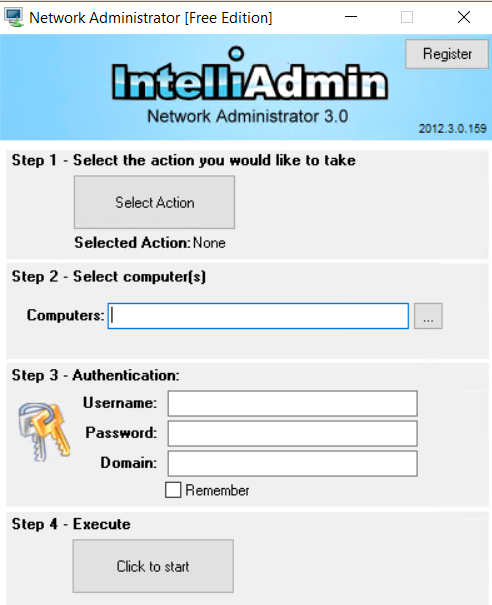 Network Administrator [Free Edition]
Register
IntelliAdmin
Network Administrator 3.0
2012.3.0.159
Step 1 - Select the action you would like to take
Select Action
Selected Action: None
Step 2 - Select computer(s)
Computers:
...
Step 3 - Authentication:
Username:
Password:
Domain:
Remember
Step 4 - Execute
Click to start